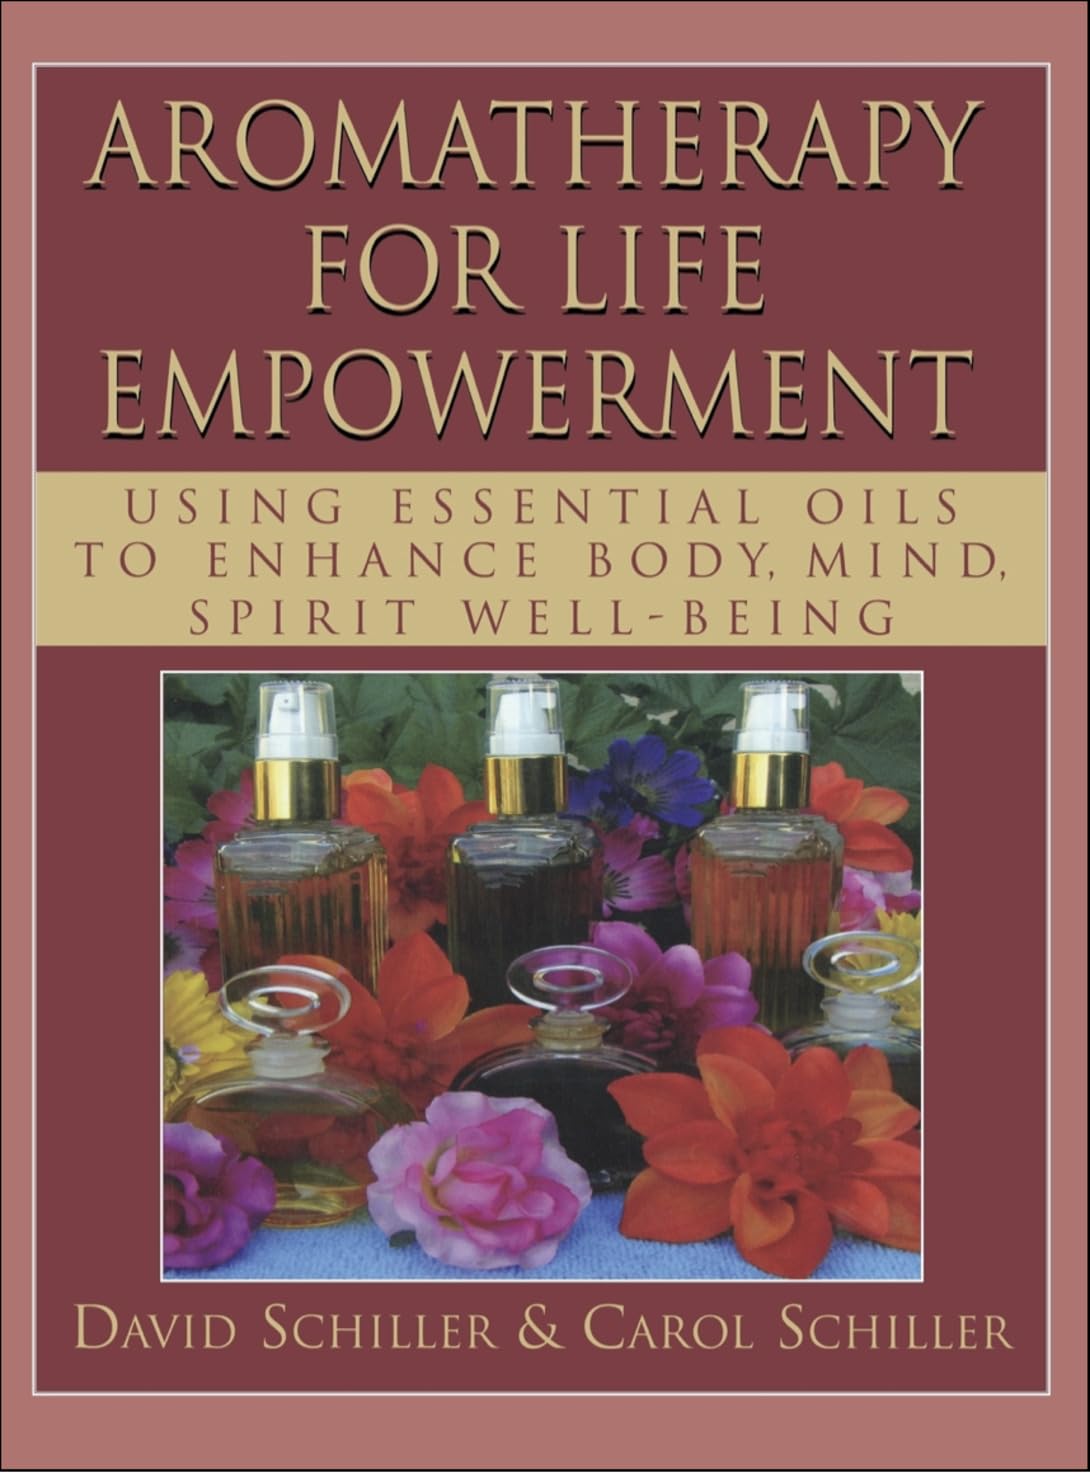 AROMATHERAPY
FOR LIFE
EMPOWERMENT
USING ESSENTIAL OILS
TO ENHANCE BODY, MIND,
SPIRIT WELL-BEING
DAVID SCHILLER & CAROL SCHILLER